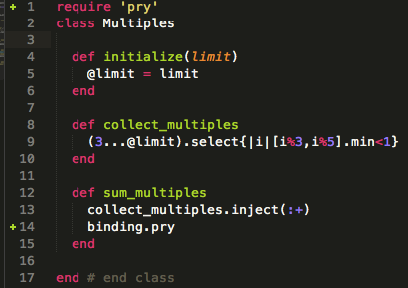 + 1 require 'pry'
2 class Multiples
3
4 def initialize(limit)
5 @limit = limit
6 end
7
8 def collect_multiples
9 (3...@limit).select{|i|[i%3,i%5].min<1}
10 end
11
12 def sum_multiples
13 collect_multiples.inject(:+)
+ 14 binding.pry
15 end
16
17 end # end class